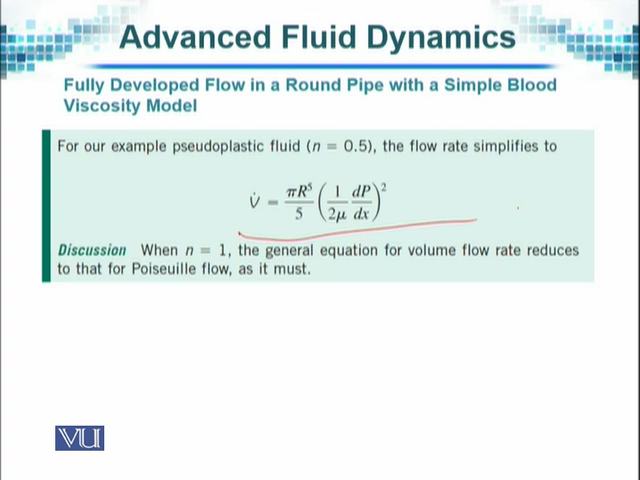 Advanced Fluid Dynamics
Fully Developed Flow in a Round Pipe with a Simple Blood
Viscosity Model
For our example pseudoplastic fluid (n = 0.5), the flow rate simplifies to
V̇ = πR⁵/5 (1/2μ dP/dx)²
Discussion When n = 1, the general equation for volume flow rate reduces
to that for Poiseuille flow, as it must.
VU